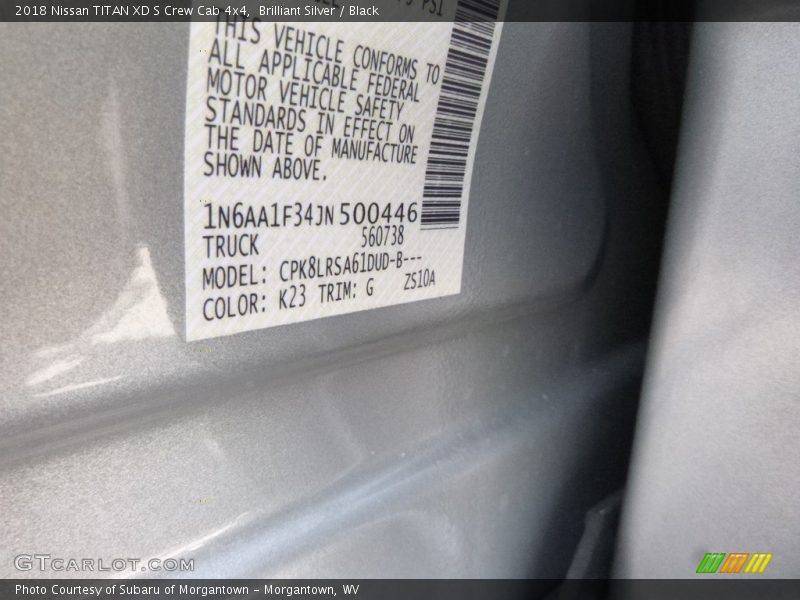 2018 Nissan TITAN XD S Crew Cab 4x4,  Brilliant Silver / Black
PSI
THIS VEHICLE CONFORMS TO
ALL APPLICABLE FEDERAL
MOTOR VEHICLE SAFETY
STANDARDS IN EFFECT ON
THE DATE OF MANUFACTURE
SHOWN ABOVE.
1N6AA1F34JN500446
TRUCK 560738
MODEL: CPK8LRSA61DUD-B---
COLOR: K23 TRIM: G ZS10A
GTCARLOT.COM
Photo Courtesy of Subaru of Morgantown - Morgantown, WV